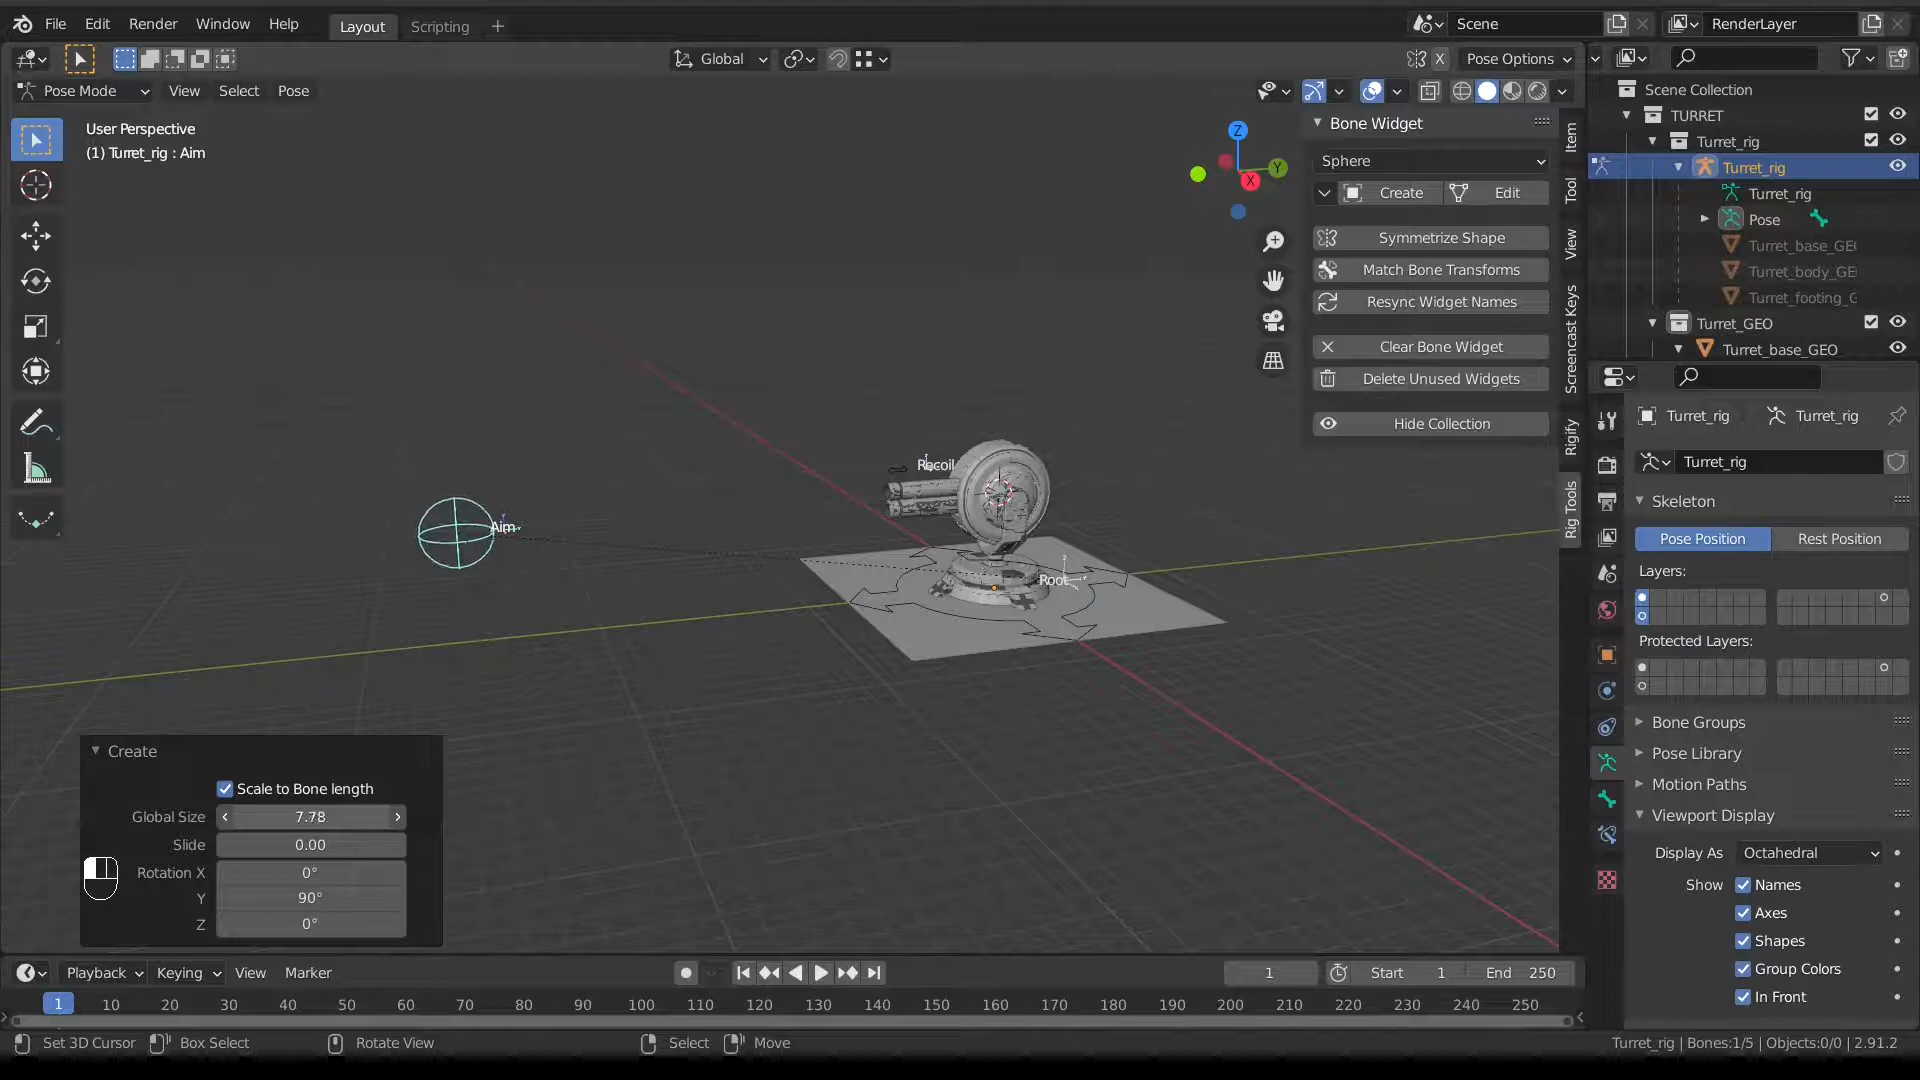 File Edit Render Window Help Layout Scripting Scene RenderLayer
Global X Pose Options
Pose Mode View Select Pose
User Perspective
(1) Turret_rig : Aim
Z
Y
X
Recoil
Aim
Root
Bone Widget
Sphere
Create Edit
Symmetrize Shape
Match Bone Transforms
Resync Widget Names
Clear Bone Widget
Delete Unused Widgets
Hide Collection
Item
Tool
View
Screencast Keys
Rigify
Rig Tools
Scene Collection
TURRET
Turret_rig
Turret_rig
Turret_rig
Pose
Turret_base_GE
Turret_body_GE
Turret_footing_G
Turret_GEO
Turret_base_GEO
Turret_rig Turret_rig
Turret_rig
Skeleton
Pose Position Rest Position
Layers:
Protected Layers:
Bone Groups
Pose Library
Motion Paths
Viewport Display
Display As Octahedral
Show Names
Axes
Shapes
Group Colors
In Front
Create
Scale to Bone length
Global Size 7.78
Slide 0.00
Rotation X 0°
Y 90°
Z 0°
Playback Keying View Marker 1 Start 1 End 250
1 10 20 30 40 50 60 70 80 90 100 110 120 130 140 150 160 170 180 190 200 210 220 230 240 250
Set 3D Cursor Box Select Rotate View Select Move Turret_rig | Bones:1/5 | Objects:0/0 | 2.91.2